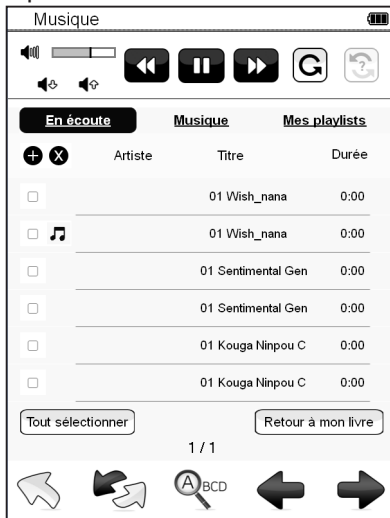 Musique
En écoute Musique Mes playlists
Artiste Titre Durée
01 Wish_nana 0:00
01 Wish_nana 0:00
01 Sentimental Gen 0:00
01 Sentimental Gen 0:00
01 Kouga Ninpou C 0:00
01 Kouga Ninpou C 0:00
Tout sélectionner Retour à mon livre
1 / 1
ABCD